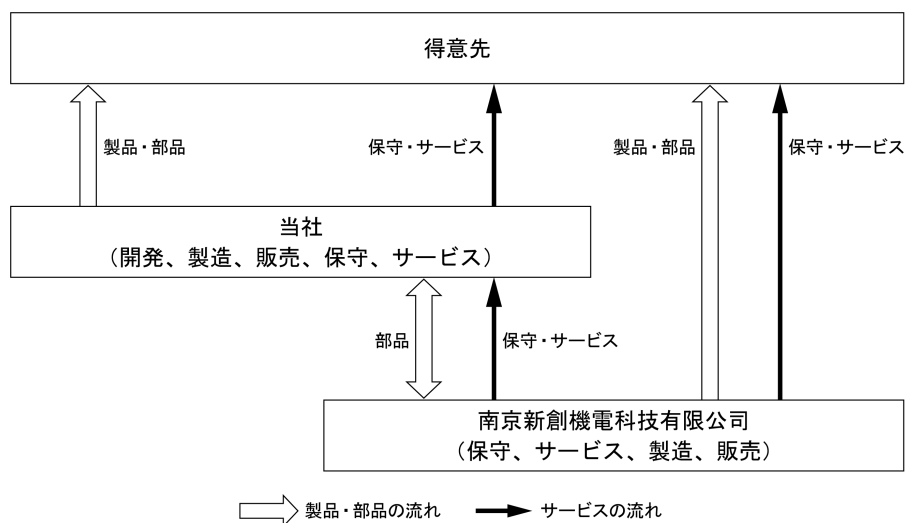 得意先
製品・部品
保守・サービス
製品・部品
保守・サービス
当社
（開発、製造、販売、保守、サービス）
部品
保守・サービス
南京新創機電科技有限公司
（保守、サービス、製造、販売）
製品・部品の流れ
サービスの流れ